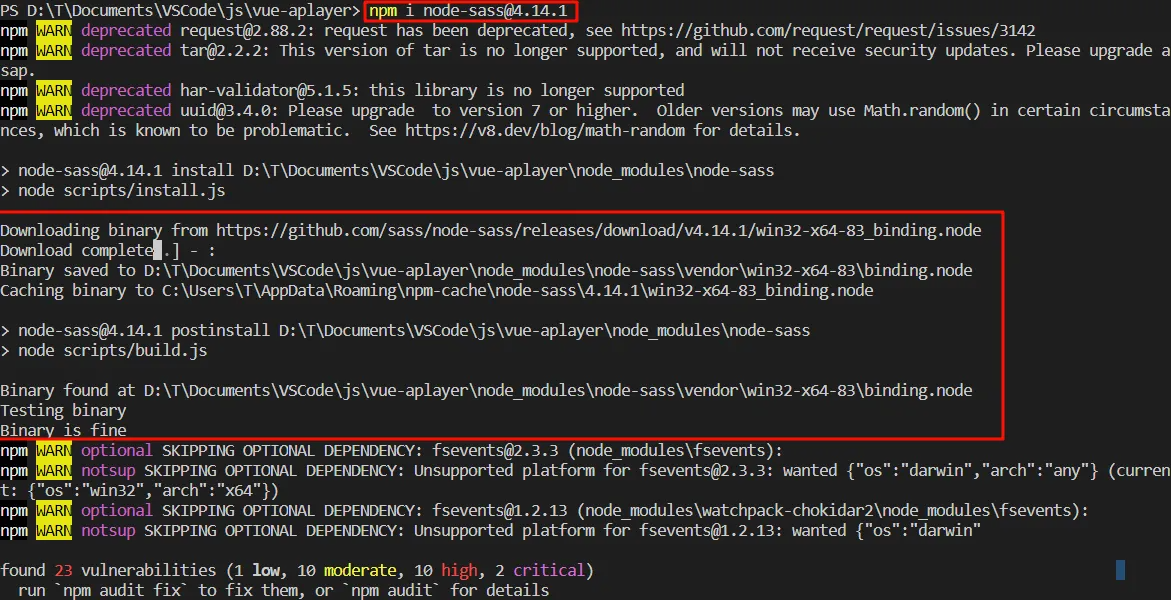 PS D:\T\Documents\VSCode\js\vue-aplayer> npm i node-sass@4.14.1
npm WARN deprecated request@2.88.2: request has been deprecated, see https://github.com/request/request/issues/3142
npm WARN deprecated tar@2.2.2: This version of tar is no longer supported, and will not receive security updates. Please upgrade a
sap.
npm WARN deprecated har-validator@5.1.5: this library is no longer supported
npm WARN deprecated uuid@3.4.0: Please upgrade  to version 7 or higher.  Older versions may use Math.random() in certain circumsta
nces, which is known to be problematic.  See https://v8.dev/blog/math-random for details.
> node-sass@4.14.1 install D:\T\Documents\VSCode\js\vue-aplayer\node_modules\node-sass
> node scripts/install.js
Downloading binary from https://github.com/sass/node-sass/releases/download/v4.14.1/win32-x64-83_binding.node
Download complete .] - :
Binary saved to D:\T\Documents\VSCode\js\vue-aplayer\node_modules\node-sass\vendor\win32-x64-83\binding.node
Caching binary to C:\Users\T\AppData\Roaming\npm-cache\node-sass\4.14.1\win32-x64-83_binding.node
> node-sass@4.14.1 postinstall D:\T\Documents\VSCode\js\vue-aplayer\node_modules\node-sass
> node scripts/build.js
Binary found at D:\T\Documents\VSCode\js\vue-aplayer\node_modules\node-sass\vendor\win32-x64-83\binding.node
Testing binary
Binary is fine
npm WARN optional SKIPPING OPTIONAL DEPENDENCY: fsevents@2.3.3 (node_modules\fsevents):
npm WARN notsup SKIPPING OPTIONAL DEPENDENCY: Unsupported platform for fsevents@2.3.3: wanted {"os":"darwin","arch":"any"} (curren
t: {"os":"win32","arch":"x64"})
npm WARN optional SKIPPING OPTIONAL DEPENDENCY: fsevents@1.2.13 (node_modules\watchpack-chokidar2\node_modules\fsevents):
npm WARN notsup SKIPPING OPTIONAL DEPENDENCY: Unsupported platform for fsevents@1.2.13: wanted {"os":"darwin"
found 23 vulnerabilities (1 low, 10 moderate, 10 high, 2 critical)
  run `npm audit fix` to fix them, or `npm audit` for details